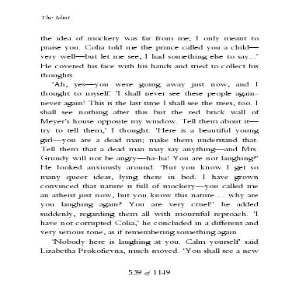 The Idiot
the idea of mockery was far from me; I only meant to
praise you. Colia told me the prince called you a child—
very well—but let me see, I had something else to say...'
He covered his face with his hands and tried to collect his
thoughts.
'Ah, yes—you were going away just now, and I
thought to myself: 'I shall never see these people again-
never again! This is the last time I shall see the trees, too. I
shall see nothing after this but the red brick wall of
Meyer's house opposite my window. Tell them about it—
try to tell them,' I thought. 'Here is a beautiful young
girl—you are a dead man; make them understand that.
Tell them that a dead man may say anything—and Mrs.
Grundy will not be angry—ha-ha! You are not laughing?'
He looked anxiously around. 'But you know I get so
many queer ideas, lying there in bed. I have grown
convinced that nature is full of mockery—you called me
an atheist just now, but you know this nature ... why are
you laughing again? You are very cruel!' he added
suddenly, regarding them all with mournful reproach. 'I
have not corrupted Colia,' he concluded in a different and
very serious tone, as if remembering something again.
'Nobody here is laughing at you. Calm yourself' said
Lizabetha Prokofievna, much moved. 'You shall see a new
539 of 1149